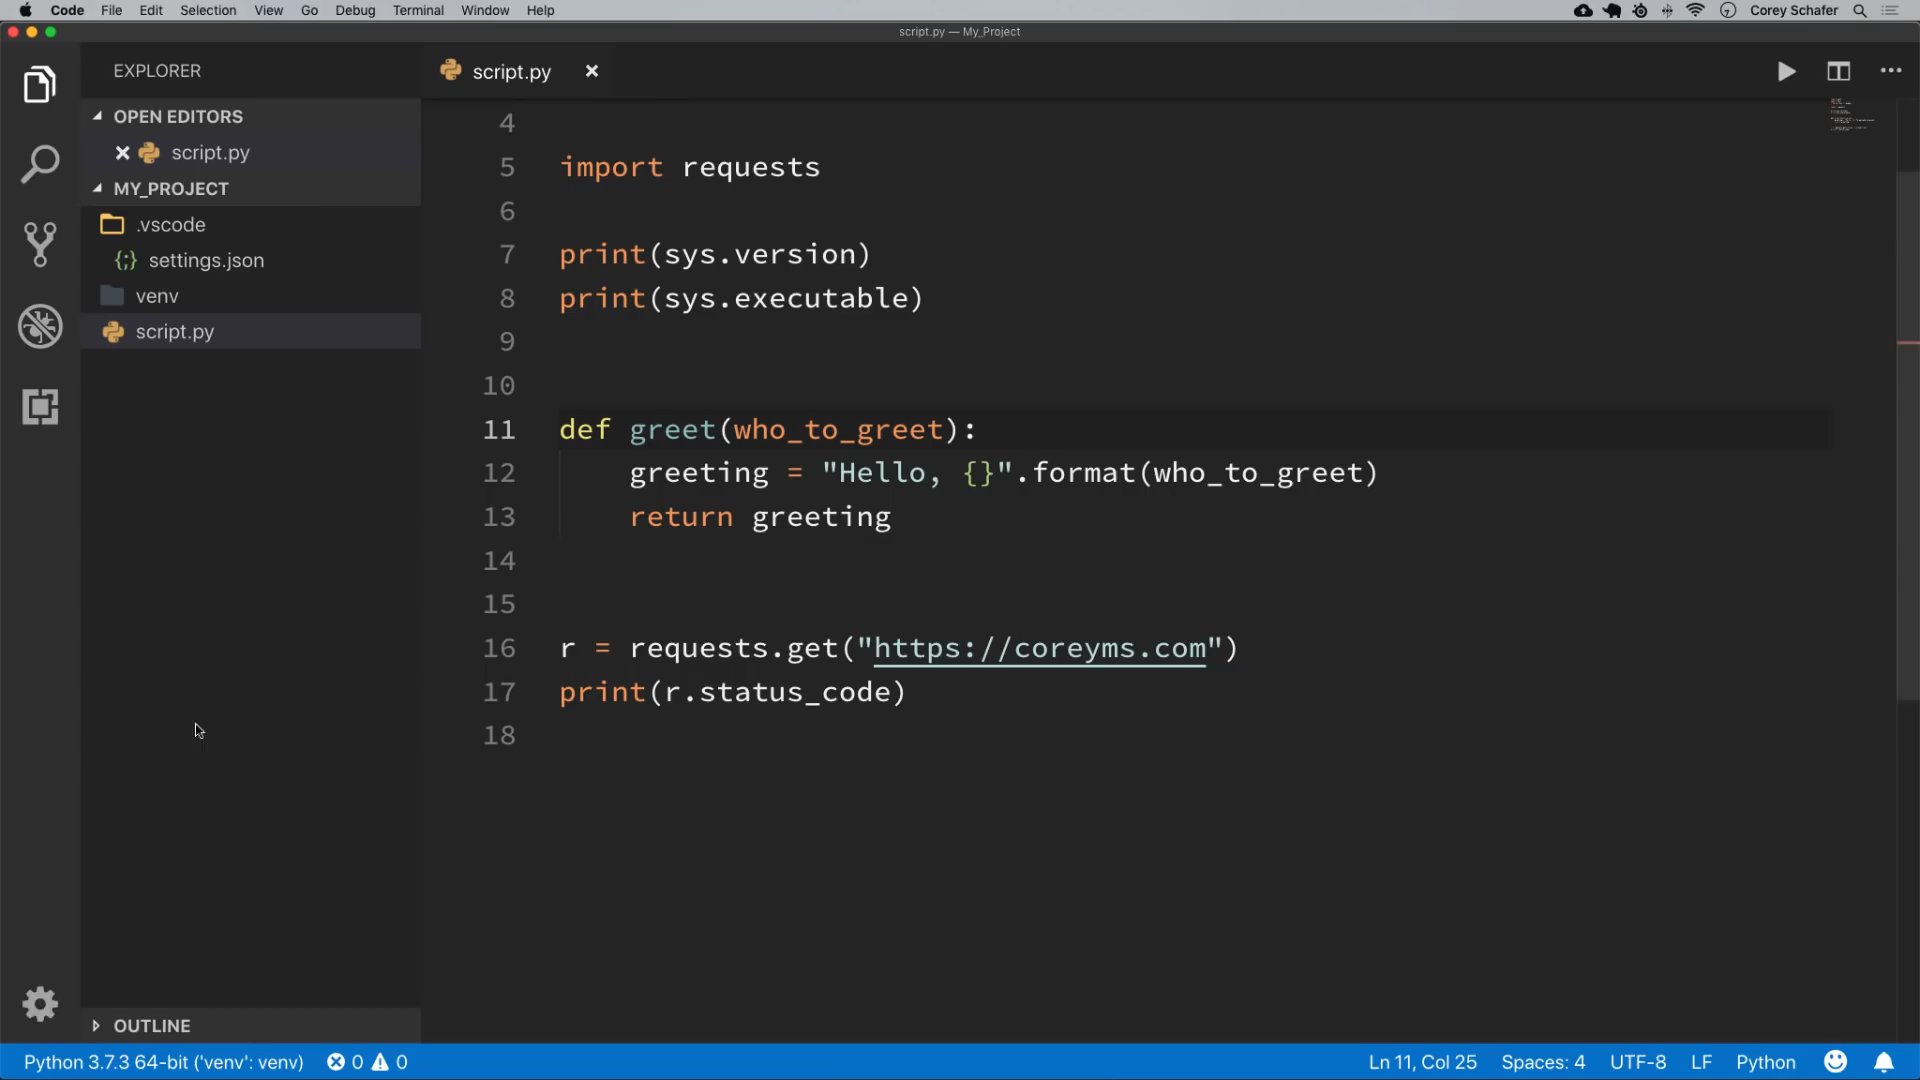 Code File Edit Selection View Go Debug Terminal Window Help Corey Schafer
script.py — My_Project
EXPLORER
OPEN EDITORS
script.py
MY_PROJECT
.vscode
settings.json
venv
script.py
OUTLINE
script.py
4
5 import requests
6
7 print(sys.version)
8 print(sys.executable)
9
10
11 def greet(who_to_greet):
12     greeting = "Hello, {}".format(who_to_greet)
13     return greeting
14
15
16 r = requests.get("https://coreyms.com")
17 print(r.status_code)
18
Python 3.7.3 64-bit ('venv': venv) 0 0 Ln 11, Col 25 Spaces: 4 UTF-8 LF Python